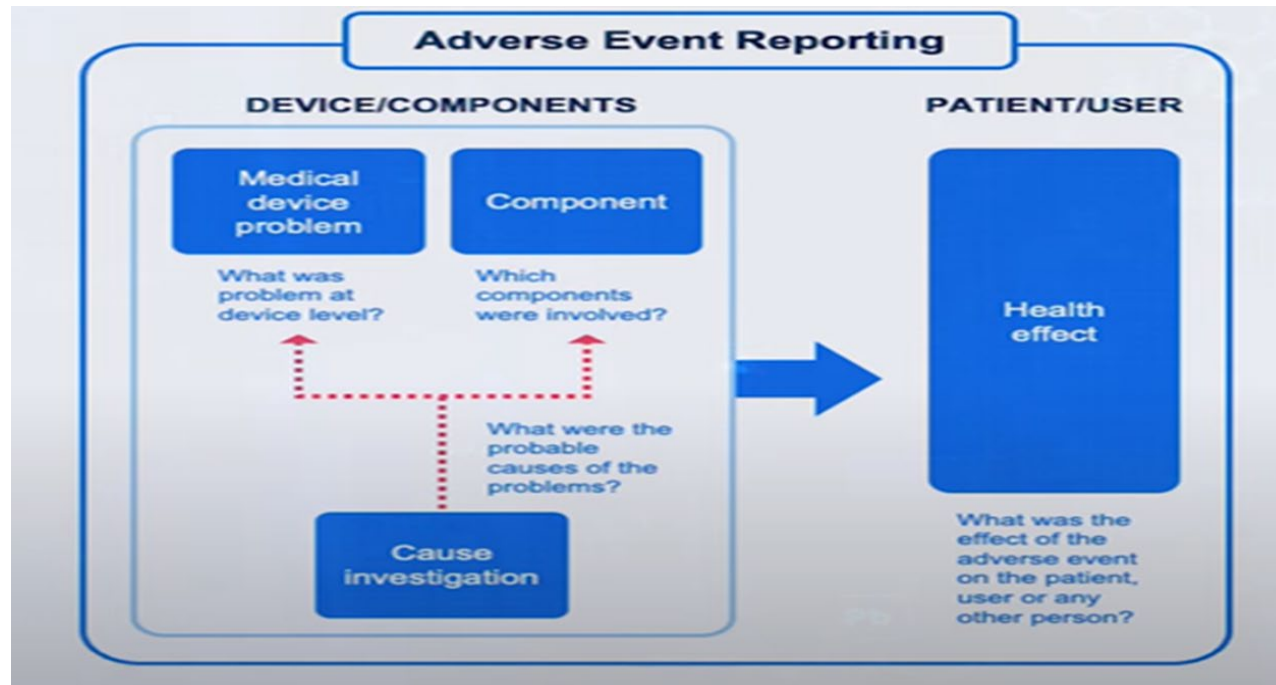 Adverse Event Reporting
DEVICE/COMPONENTS
PATIENT/USER
Medical
device
problem
Component
What was
problem at
device level?
Which
components
were involved?
What were the
probable
causes of the
problems?
Cause
investigation
Health
effect
What was the
effect of the
adverse event
on the patient,
user or any
other person?